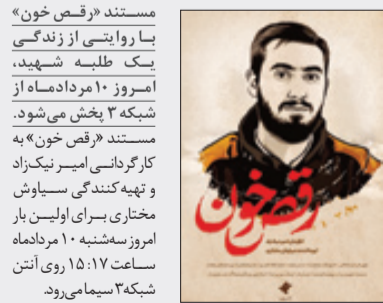 مستند «رقص خون»
با روایتی از زندگی
یک طلبه شهید،
امروز ۱۰ مردادماه از
شبکه ۳ پخش می‌شود.
مستند «رقص خون» به
کارگردانی امیر نیک‌زاد
و تهیه‌کنندگی سیاوش
مختاری برای اولین بار
امروز سه‌شنبه ۱۰ مردادماه
ساعت ۱۵:۱۷ روی آنتن
شبکه۳ سیما می‌رود.
رقص خون